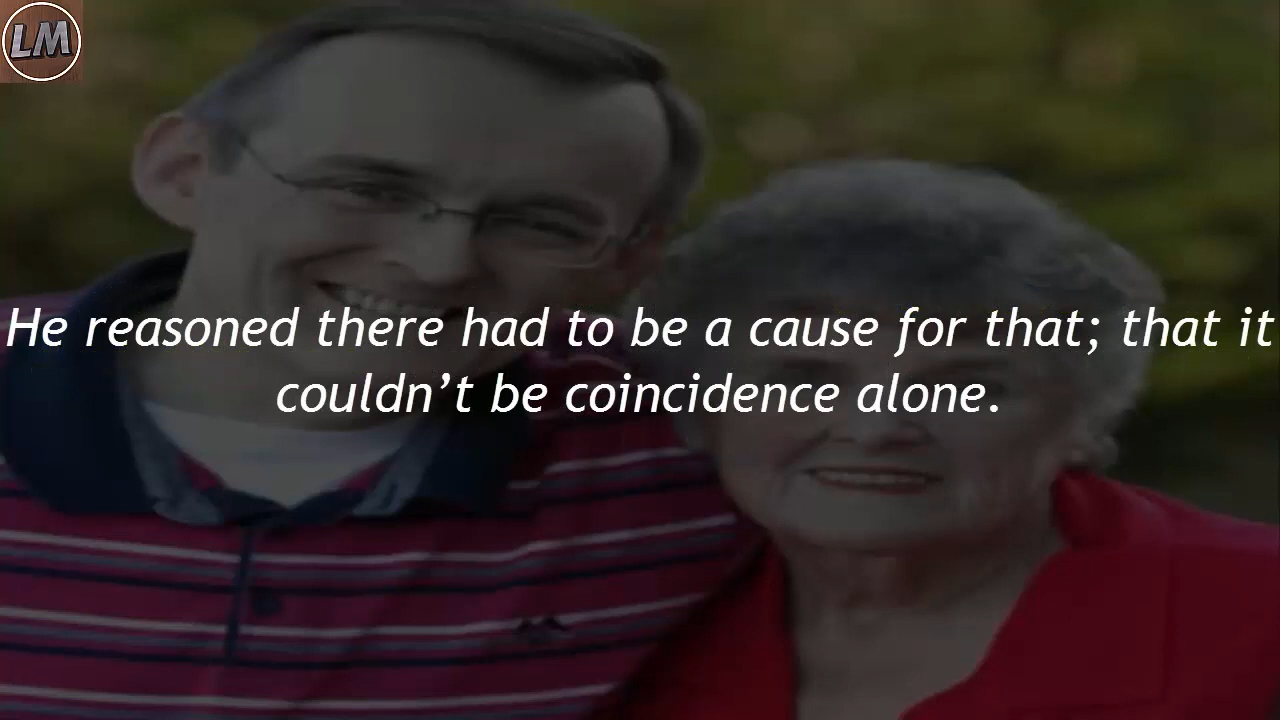 LM
He reasoned there had to be a cause for that; that it
couldn’t be coincidence alone.